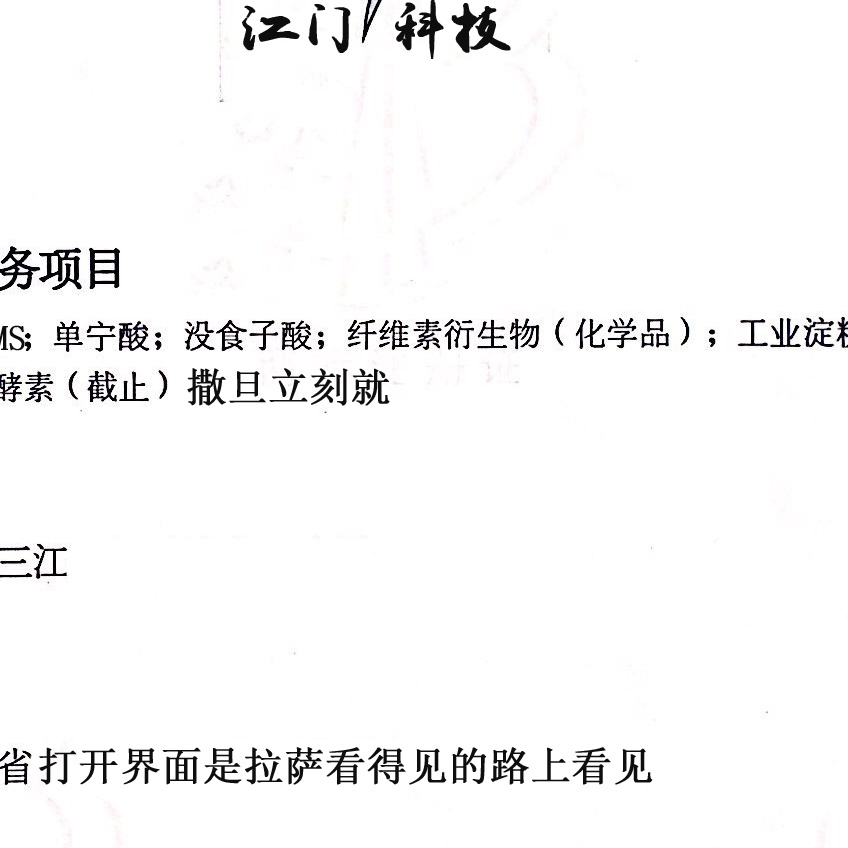 江门 科技
务项目
MS；单宁酸；没食子酸；纤维素衍生物（化学品）；工业淀粉
酵素（截止）撒旦立刻就
三江
省打开界面是拉萨看得见的路上看见